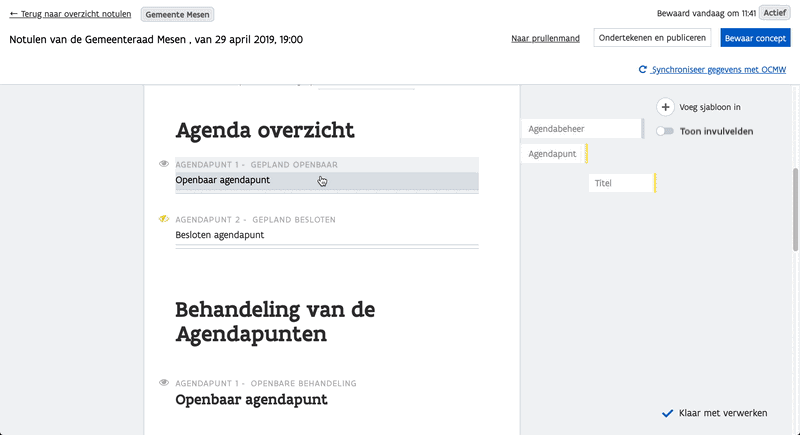 ← Terug naar overzicht notulen
Gemeente Mesen
Bewaard vandaag om 11:41
Actief
Notulen van de Gemeenteraad Mesen , van 29 april 2019, 19:00
Naar prullenmand
Ondertekenen en publiceren
Bewaar concept
Synchroniseer gegevens met OCMW
Agenda overzicht
Agendabeheer
Voeg sjabloon in
Toon invulvelden
AGENDAPUNT 1 - GEPLAND OPENBAAR
Agendapunt
Openbaar agendapunt
Titel
AGENDAPUNT 2 - GEPLAND BESLOTEN
Besloten agendapunt
Behandeling van de
Agendapunten
AGENDAPUNT 1 - OPENBARE BEHANDELING
Openbaar agendapunt
Klaar met verwerken